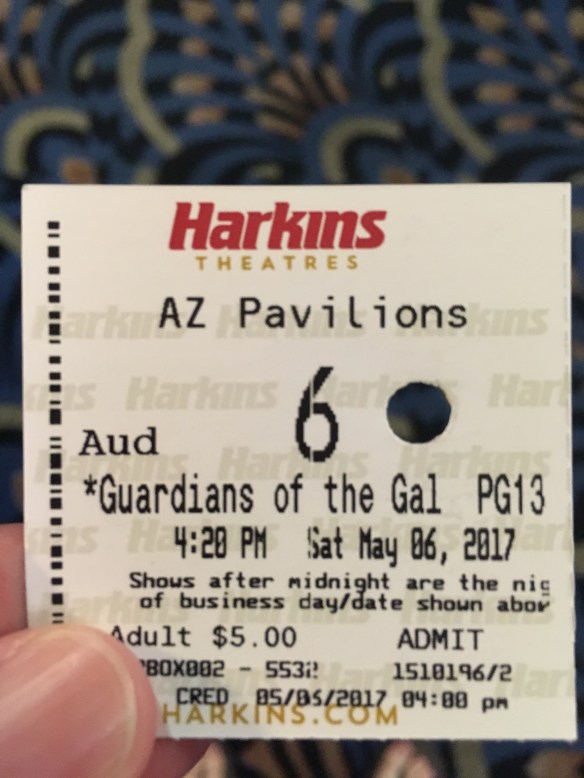 Harkins
THEATRES
AZ Pavilions
Aud 6
*Guardians of the Gal PG13
4:20 PM Sat May 06, 2017
Shows after midnight are the
of business day/date shown
Adult $5.00 ADMIT
1510196/2
CRED 05/06/2017 04:00 pm
HARKINS.COM